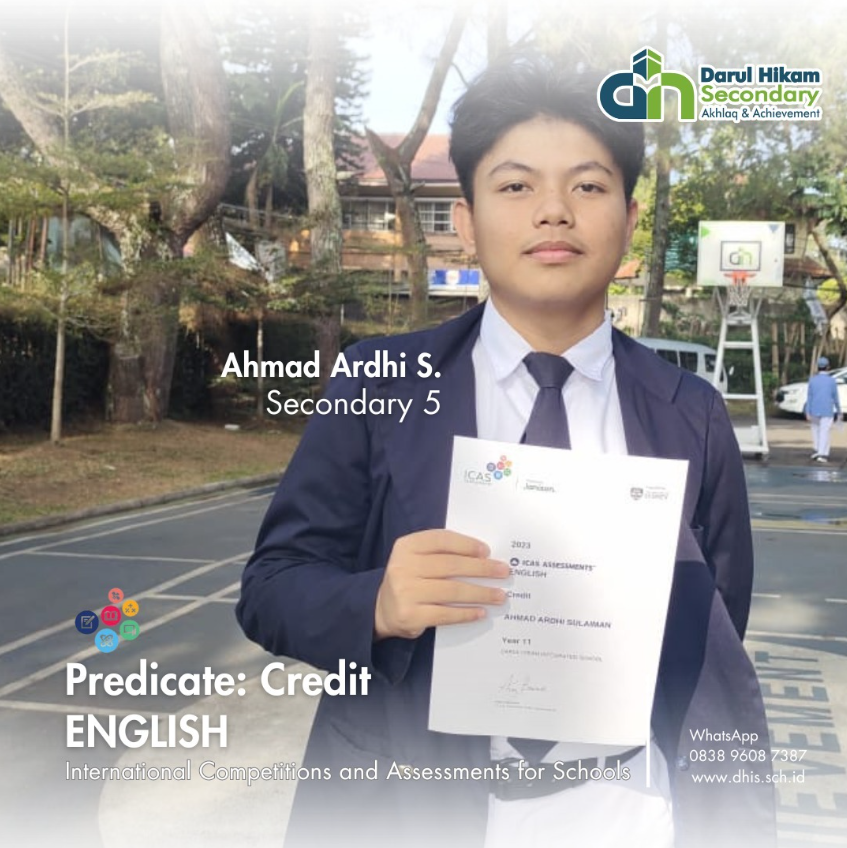 Darul Hikam
Secondary
Akhlaq & Achievement
Ahmad Ardhi S.
Secondary 5
ICAS
Janison.
2023
ICAS ASSESSMENTS
ENGLISH
Credit
AHMAD ARDHI SULAIMAN
Year 11
Predicate: Credit
ENGLISH
International Competitions and Assessments for Schools
WhatsApp
0838 9608 7387
www.dhis.sch.id